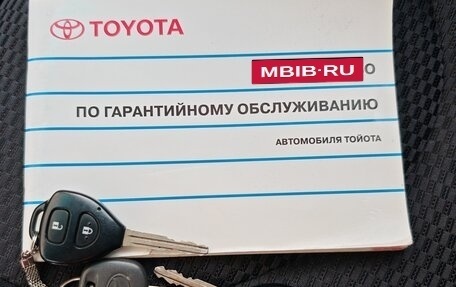 TOYOTA
MBIB·RU О
ПО ГАРАНТИЙНОМУ ОБСЛУЖИВАНИЮ
АВТОМОБИЛЯ ТОЙОТА